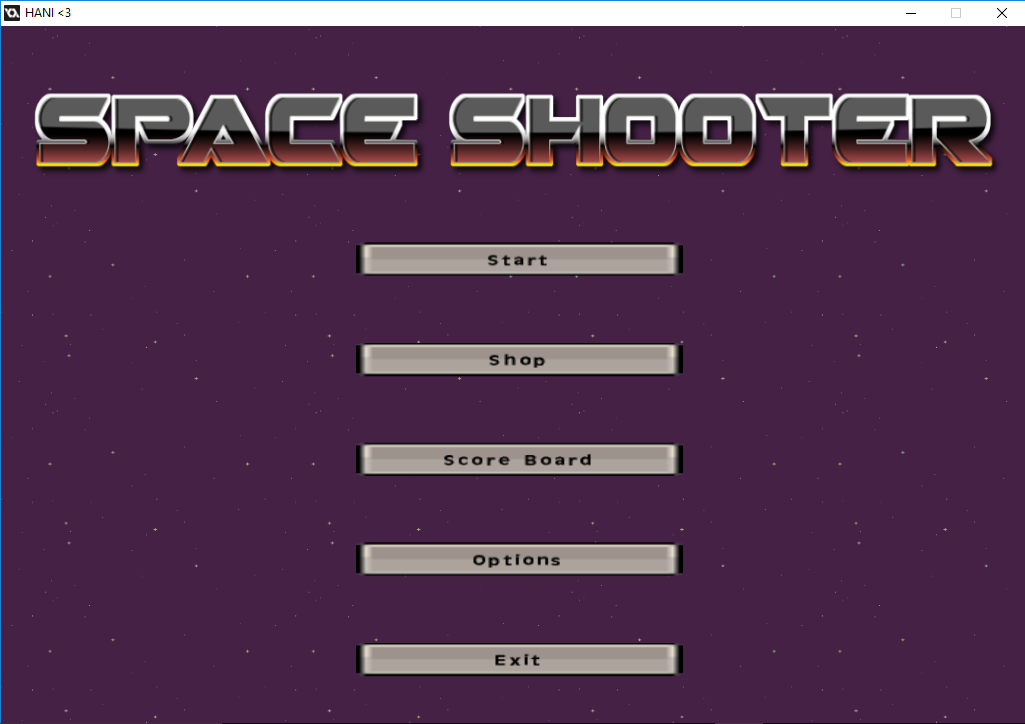 HANI <3
SPACE SHOOTER
Start
Shop
Score Board
Options
Exit